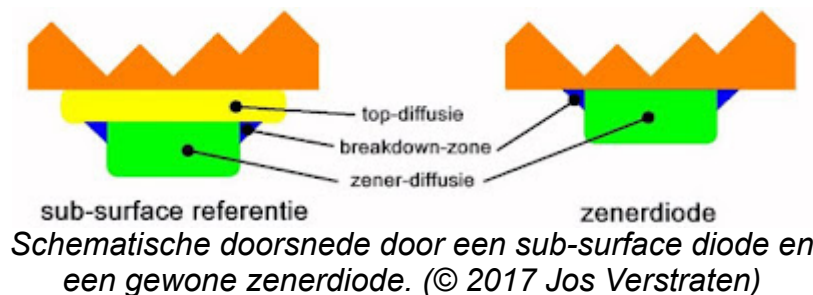 top-diffusie
breakdown-zone
zener-diffusie
sub-surface referentie
zenerdiode
Schematische doorsnede door een sub-surface diode en
een gewone zenerdiode. (© 2017 Jos Verstraten)